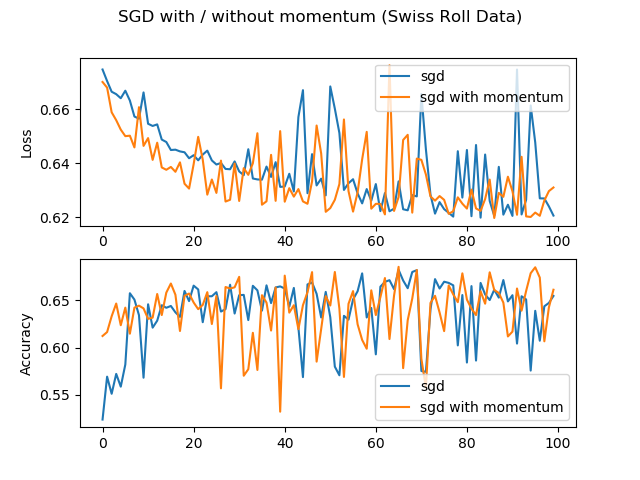 SGD with / without momentum (Swiss Roll Data)
sgd
sgd with momentum
Loss
0.66
0.64
0.62
0 20 40 60 80 100
Accuracy
0.65
0.60
0.55
sgd
sgd with momentum
0 20 40 60 80 100